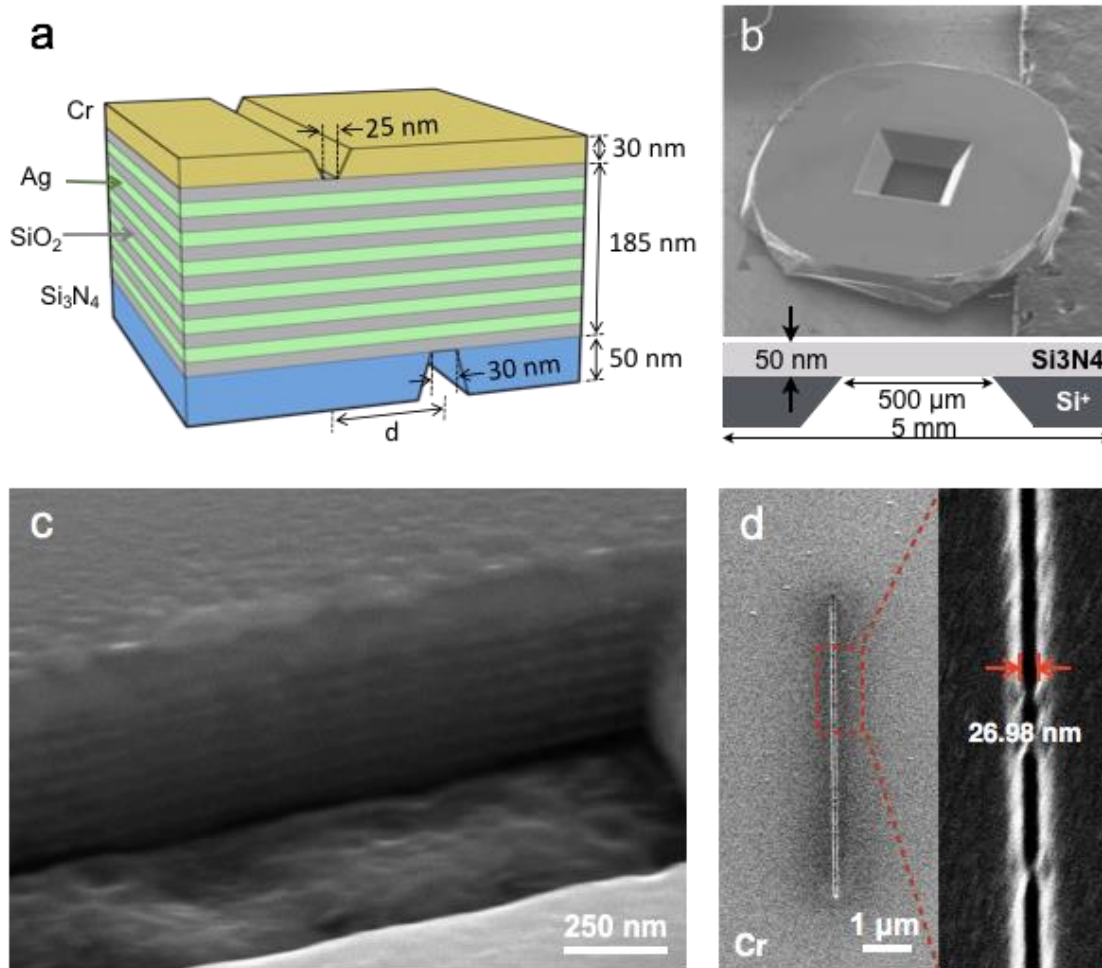 a
Cr
25 nm
30 nm
Ag
SiO2
185 nm
Si3N4
50 nm
30 nm
d
b
50 nm
Si3N4
Si+
500 µm
5 mm
c
250 nm
d
26.98 nm
1 µm
Cr